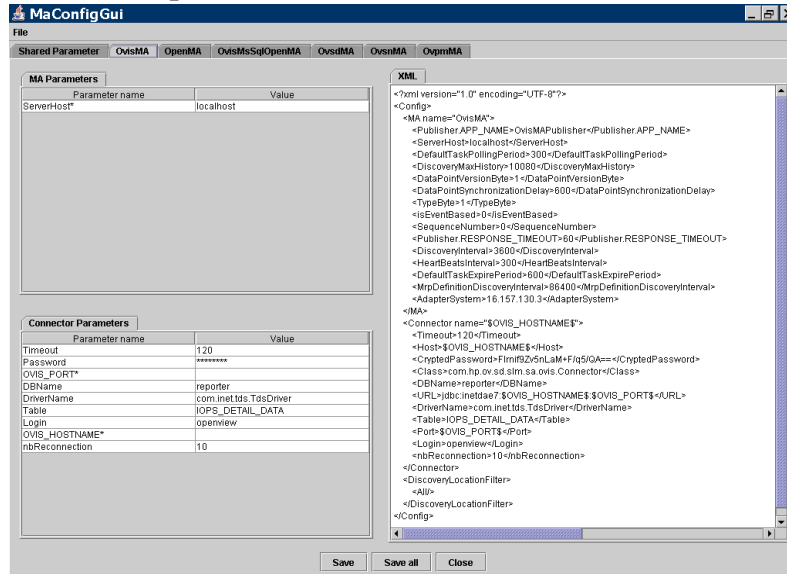 MaConfigGui
File
Shared Parameter OvisMA OpenMA OvisMsSqlOpenMA OvsdMA OvsnMA OvpmMA
MA Parameters
Parameter name Value
ServerHost* localhost
Connector Parameters
Parameter name Value
Timeout 120
Password ********
OVIS_PORT*
DBName reporter
DriverName com.inet.tds.TdsDriver
Table IOPS_DETAIL_DATA
Login openview
OVIS_HOSTNAME*
nbReconnection 10
XML
<?xml version="1.0" encoding="UTF-8"?>
<Config>
<MA name="OvisMA">
<Publisher.APP_NAME>OvisMAPublisher</Publisher.APP_NAME>
<ServerHost>localhost</ServerHost>
<DefaultTaskPollingPeriod>300</DefaultTaskPollingPeriod>
<DiscoveryMaxHistory>10080</DiscoveryMaxHistory>
<DataPointVersionByte>1</DataPointVersionByte>
<DataPointSynchronizationDelay>600</DataPointSynchronizationDelay>
<TypeByte>1</TypeByte>
<isEventBased>0</isEventBased>
<SequenceNumber>0</SequenceNumber>
<Publisher.RESPONSE_TIMEOUT>60</Publisher.RESPONSE_TIMEOUT>
<DiscoveryInterval>3600</DiscoveryInterval>
<HeartBeatsInterval>300</HeartBeatsInterval>
<DefaultTaskExpirePeriod>600</DefaultTaskExpirePeriod>
<MrpDefinitionDiscoveryInterval>86400</MrpDefinitionDiscoveryInterval>
<AdapterSystem>16.157.130.3</AdapterSystem>
</MA>
<Connector name="$OVIS_HOSTNAME$">
<Timeout>120</Timeout>
<Host>$OVIS_HOSTNAME$</Host>
<CryptedPassword>FIrnif9Zv5nLaM+F/q5/QA==</CryptedPassword>
<Class>com.hp.ov.sd.slm.sa.ovis.Connector</Class>
<DBName>reporter</DBName>
<URL>jdbc:inetdae7:$OVIS_HOSTNAME$:$OVIS_PORT$</URL>
<DriverName>com.inet.tds.TdsDriver</DriverName>
<Table>IOPS_DETAIL_DATA</Table>
<Port>$OVIS_PORT$</Port>
<Login>openview</Login>
<nbReconnection>10</nbReconnection>
</Connector>
<DiscoveryLocationFilter>
<All/>
</DiscoveryLocationFilter>
</Config>
Save Save all Close